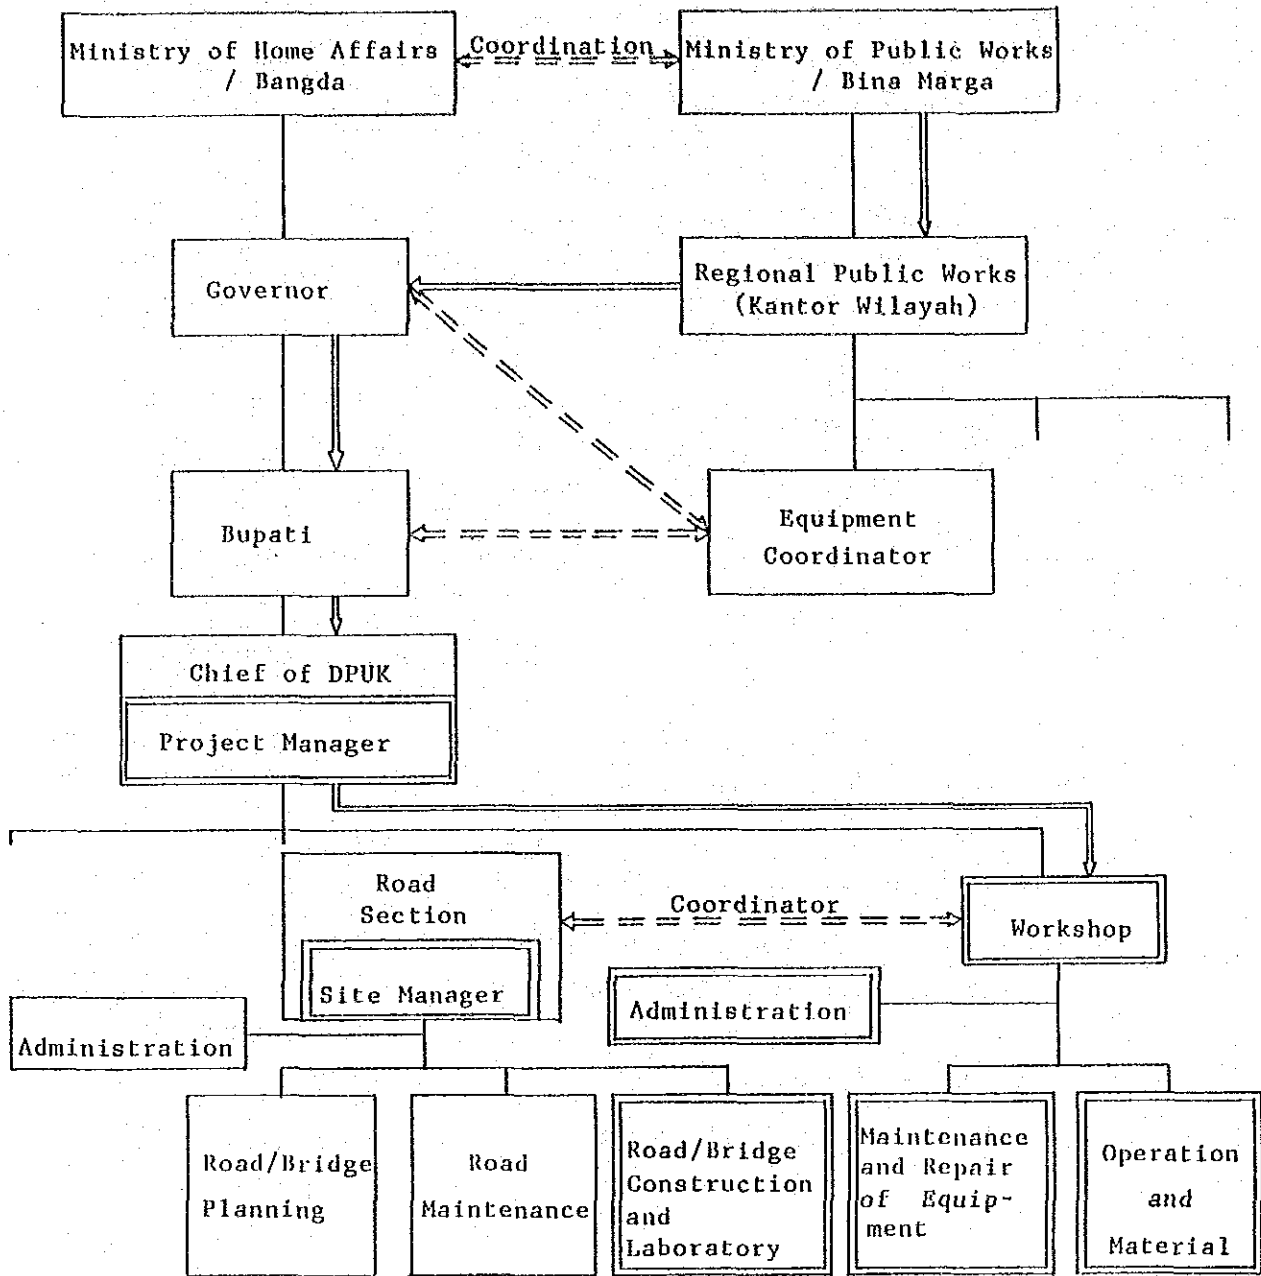 Ministry of Home Affairs
/ Bangda
Coordination
Ministry of Public Works
/ Bina Marga
Governor
Regional Public Works
(Kantor Wilayah)
Bupati
Equipment
Coordinator
Chief of DPUK
Project Manager
Road
Section
Site Manager
Coordinator
Workshop
Administration
Administration
Road/Bridge
Planning
Road
Maintenance
Road/Bridge
Construction
and
Laboratory
Maintenance
and Repair
of Equip-
ment
Operation
and
Material